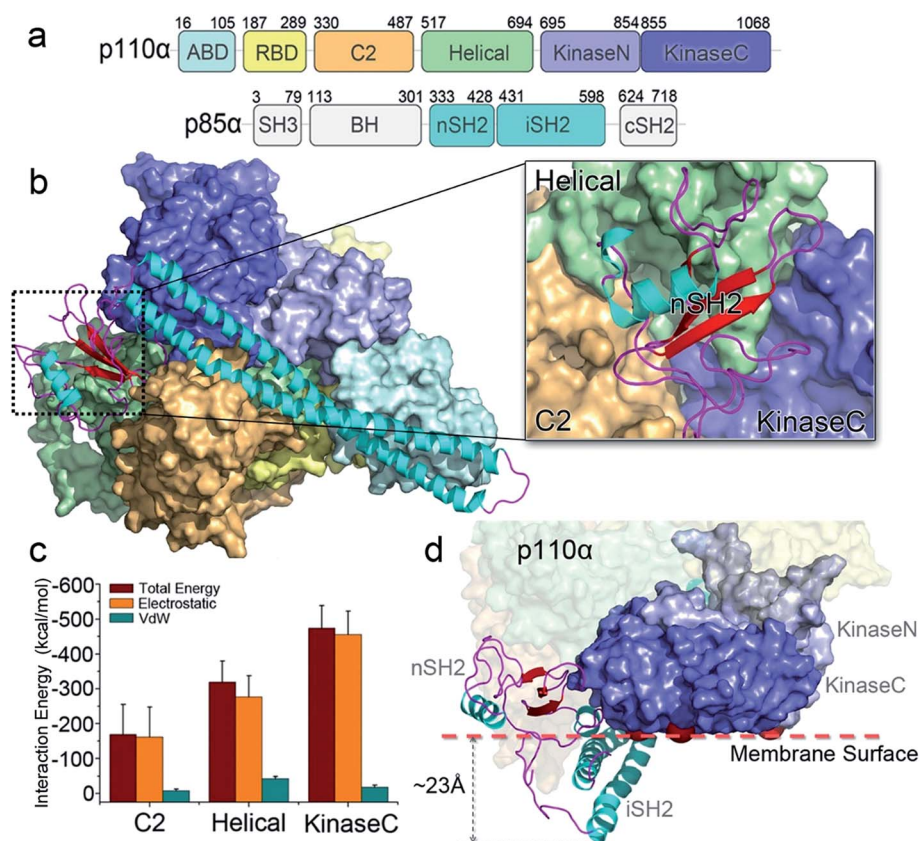 a
16 105 187 289 330 487 517 694 695 854 855 1068
p110α ABD RBD C2 Helical KinaseN KinaseC
3 79 113 301 333 428 431 598 624 718
p85α SH3 BH nSH2 iSH2 cSH2
b
Helical
nSH2
C2 KinaseC
c
Interaction Energy (kcal/mol)
-600
-500
-400
-300
-200
-100
0
Total Energy
Electrostatic
VdW
C2 Helical KinaseC
d
p110α
KinaseN
nSH2
KinaseC
Membrane Surface
~23Å
iSH2